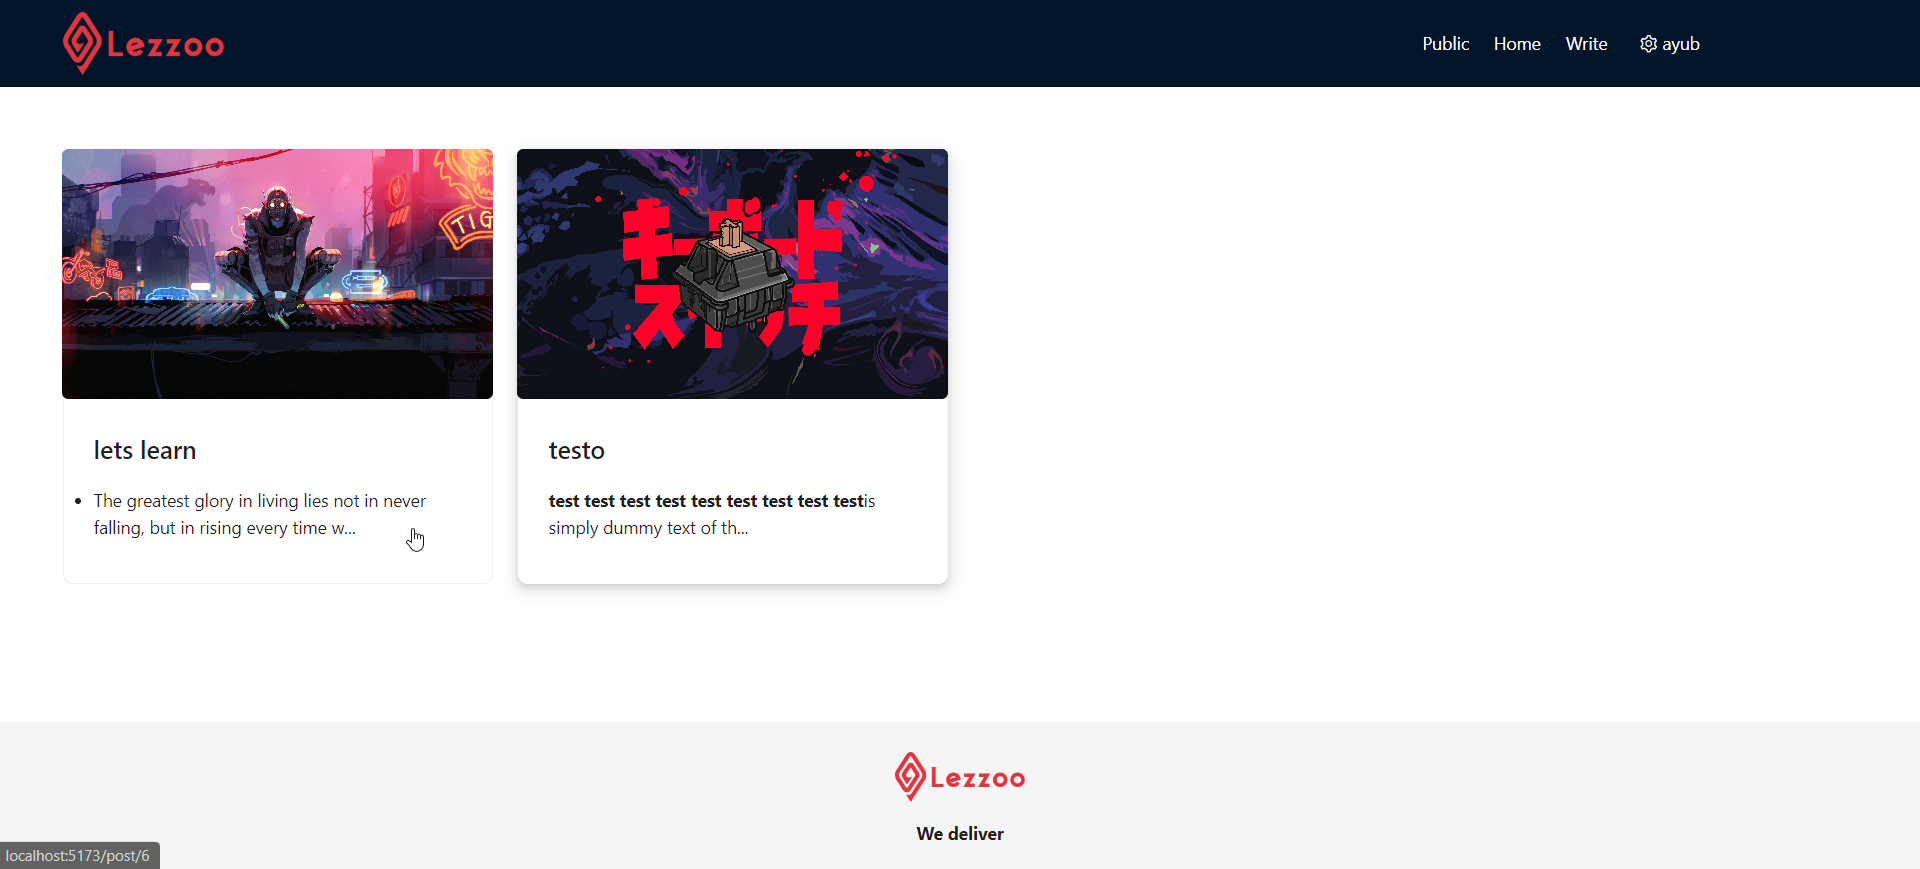 Lezzoo
Public Home Write ayub
TIG
キーボード
スイッチ
lets learn
• The greatest glory in living lies not in never
falling, but in rising every time w...
testo
test test test test test test test test testis
simply dummy text of th...
Lezzoo
We deliver
localhost:5173/post/6